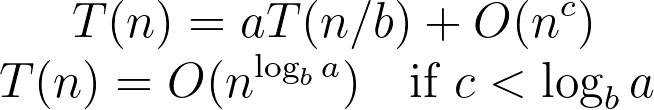 T(n) = aT(n/b) + O(n^c)
T(n) = O(n^{\log_b a}) if c < \log_b a